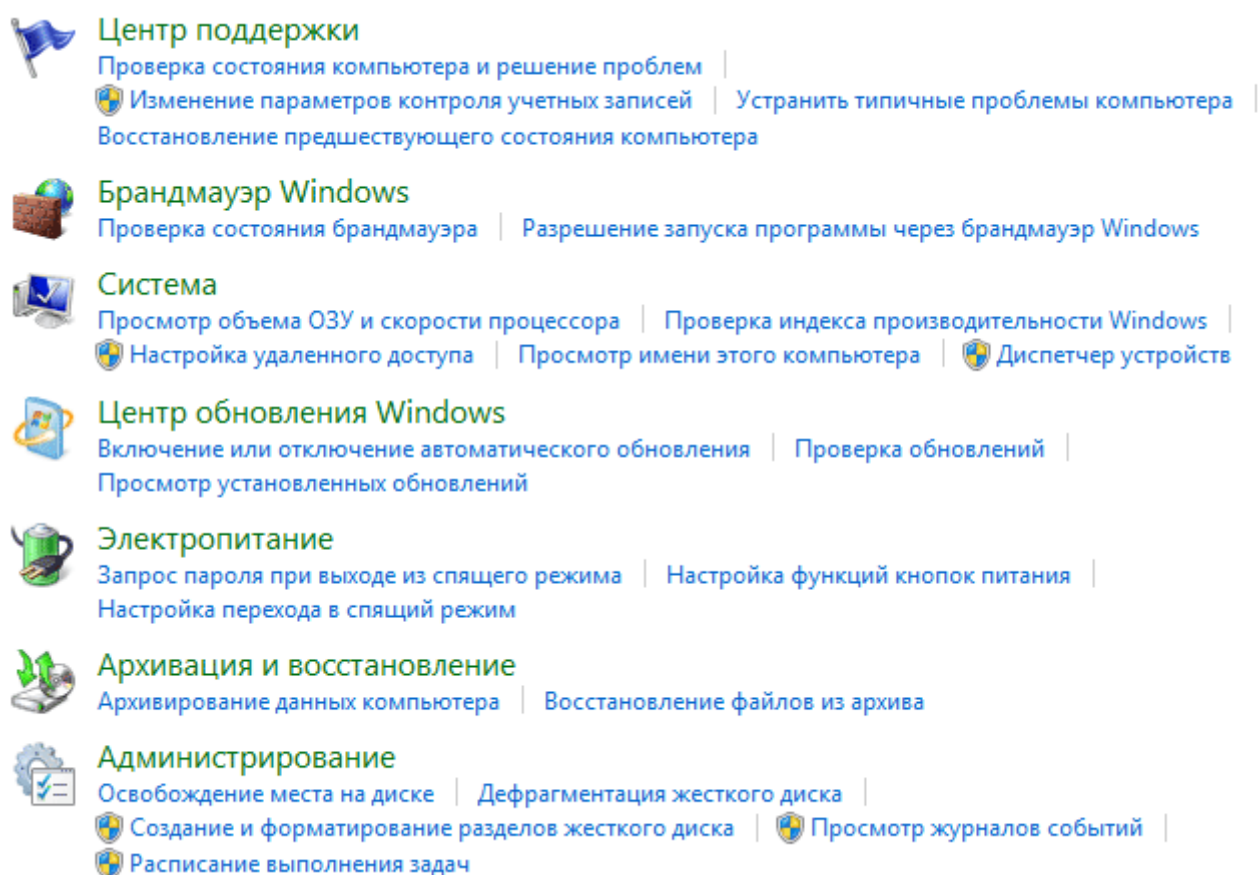 Центр поддержки
Проверка состояния компьютера и решение проблем
Изменение параметров контроля учетных записей Устранить типичные проблемы компьютера
Восстановление предшествующего состояния компьютера
Брандмауэр Windows
Проверка состояния брандмауэра Разрешение запуска программы через брандмауэр Windows
Система
Просмотр объема ОЗУ и скорости процессора Проверка индекса производительности Windows
Настройка удаленного доступа Просмотр имени этого компьютера Диспетчер устройств
Центр обновления Windows
Включение или отключение автоматического обновления Проверка обновлений
Просмотр установленных обновлений
Электропитание
Запрос пароля при выходе из спящего режима Настройка функций кнопок питания
Настройка перехода в спящий режим
Архивация и восстановление
Архивирование данных компьютера Восстановление файлов из архива
Администрирование
Освобождение места на диске Дефрагментация жесткого диска
Создание и форматирование разделов жесткого диска Просмотр журналов событий
Расписание выполнения задач